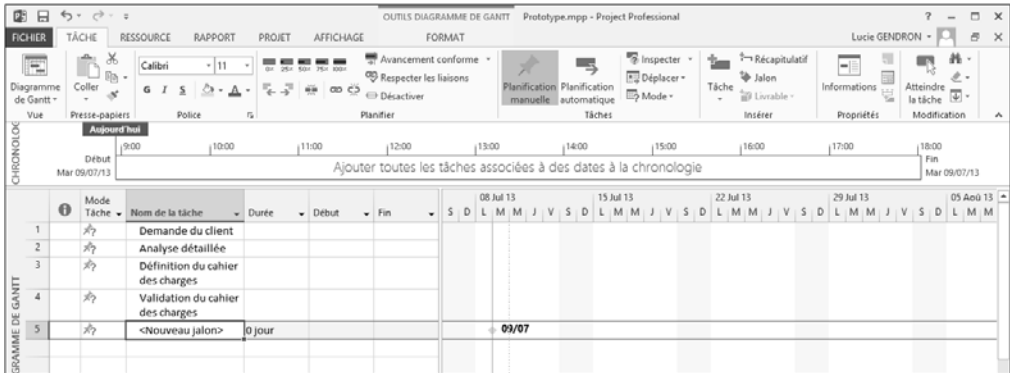 OUTILS DIAGRAMME DE GANTT Prototype.mpp - Project Professional
FICHIER TÂCHE RESSOURCE RAPPORT PROJET AFFICHAGE FORMAT Lucie GENDRON
Diagramme de Gantt
Vue
Coller
Presse-papiers
Calibri 11
G I S
Police
0% 25% 50% 75% 100%
Avancement conforme
Respecter les liaisons
Désactiver
Planifier
Planification manuelle
Planification automatique
Inspecter
Déplacer
Mode
Tâches
Tâche
Récapitulatif
Jalon
Livrable
Insérer
Informations
Propriétés
Atteindre la tâche
Modification
CHRONOLOG
Aujourd'hui
9:00 10:00 11:00 12:00 13:00 14:00 15:00 16:00 17:00 18:00
Début
Mar 09/07/13
Ajouter toutes les tâches associées à des dates à la chronologie
Fin
Mar 09/07/13
Mode Tâche Nom de la tâche Durée Début Fin
08 Jul 13 15 Jul 13 22 Jul 13 29 Jul 13 05 Aoû 13
S D L M M J V S D L M M J V S D L M M J V S D L M M J V S D L M M
1 Demande du client
2 Analyse détaillée
3 Définition du cahier
des charges
4 Validation du cahier
des charges
5 <Nouveau jalon> 0 jour 09/07
GRAMME DE GANTT